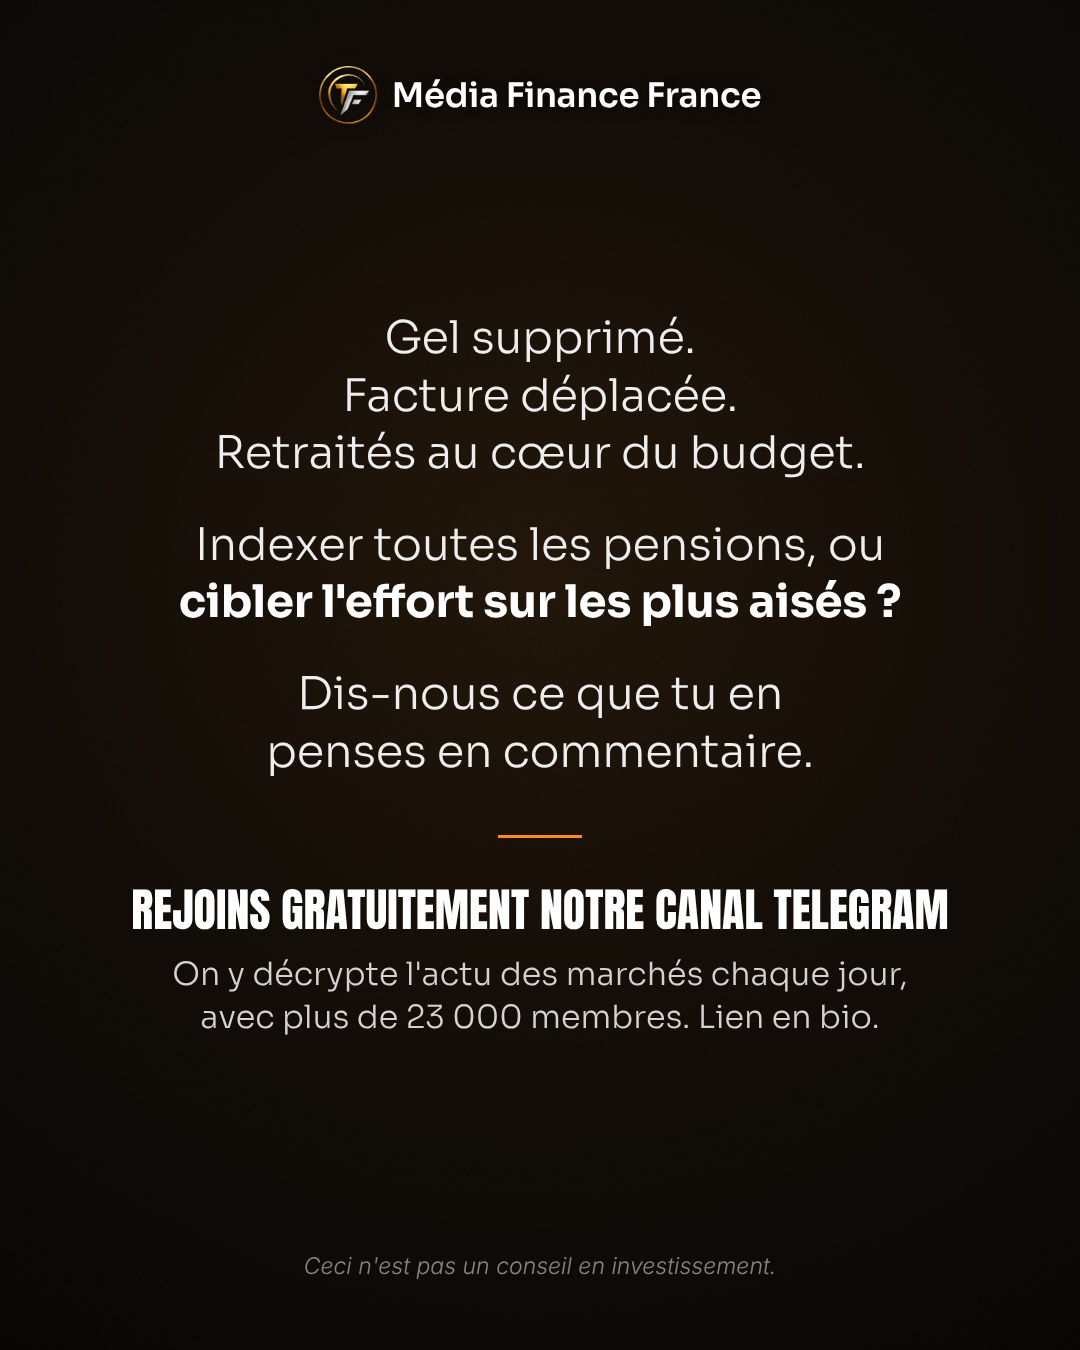 TF Média Finance France
Gel supprimé.
Facture déplacée.
Retraités au cœur du budget.
Indexer toutes les pensions, ou
cibler l'effort sur les plus aisés ?
Dis-nous ce que tu en
penses en commentaire.
REJOINS GRATUITEMENT NOTRE CANAL TELEGRAM
On y décrypte l'actu des marchés chaque jour,
avec plus de 23 000 membres. Lien en bio.
Ceci n'est pas un conseil en investissement.